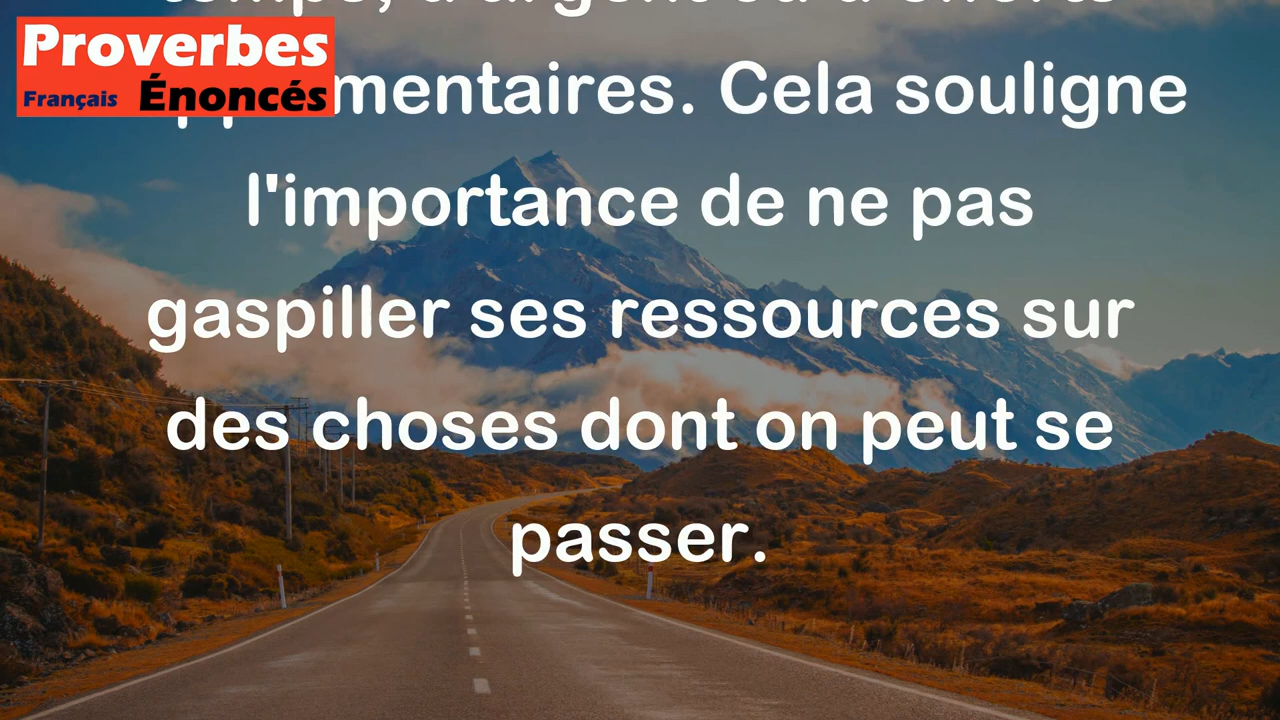 Proverbes
Français Énoncés
mentaires. Cela souligne
l'importance de ne pas
gaspiller ses ressources sur
des choses dont on peut se
passer.